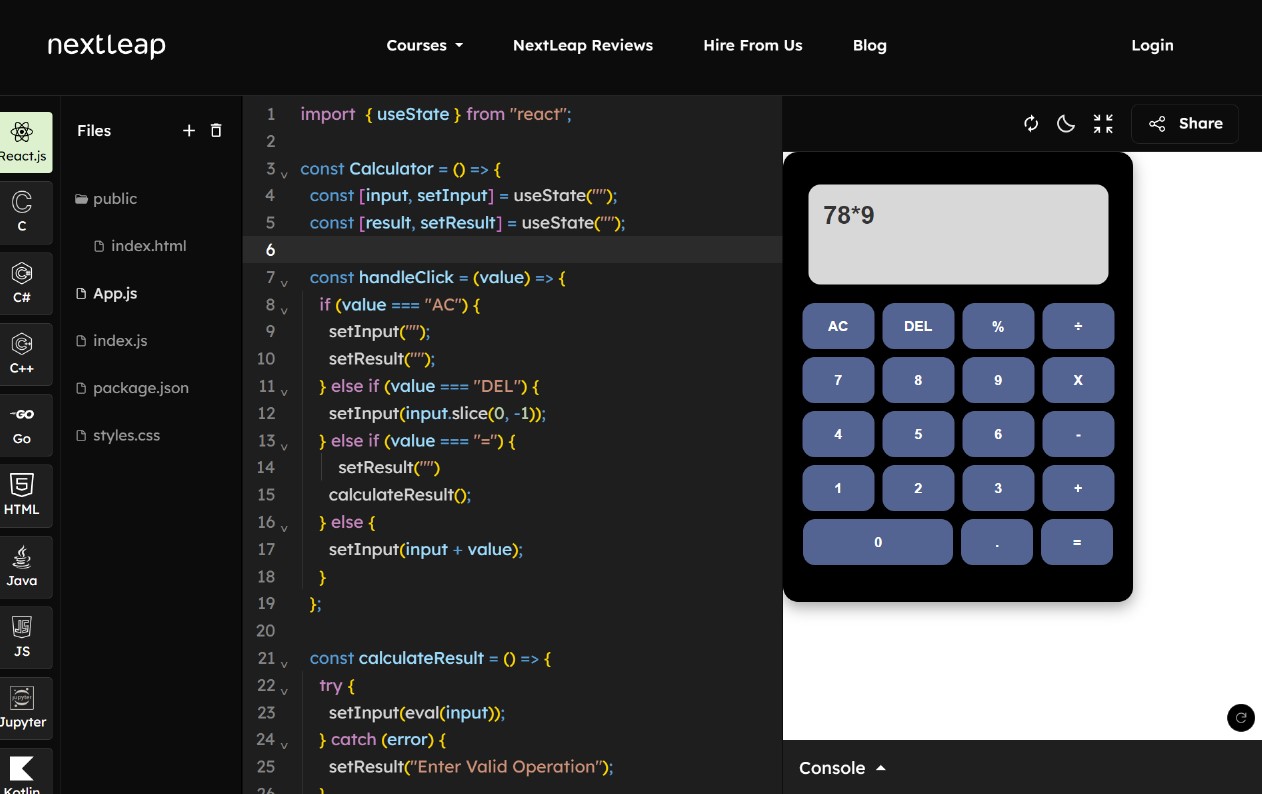 nextleap
Courses NextLeap Reviews Hire From Us Blog Login
React.js
C
C#
C++
GO
Go
5
HTML
Java
JS
JS
jupyter
Jupyter
Kotlin
Files
public
index.html
App.js
index.js
package.json
styles.css
1 import { useState } from "react";
2
3 const Calculator = () => {
4 const [input, setInput] = useState("");
5 const [result, setResult] = useState("");
6
7 const handleClick = (value) => {
8 if (value === "AC") {
9 setInput("");
10 setResult("");
11 } else if (value === "DEL") {
12 setInput(input.slice(0, -1));
13 } else if (value === "=") {
14 setResult("")
15 calculateResult();
16 } else {
17 setInput(input + value);
18 }
19 };
20
21 const calculateResult = () => {
22 try {
23 setInput(eval(input));
24 } catch (error) {
25 setResult("Enter Valid Operation");
26 }
Share
78*9
AC DEL % ÷
7 8 9 X
4 5 6 -
1 2 3 +
0 . =
Console